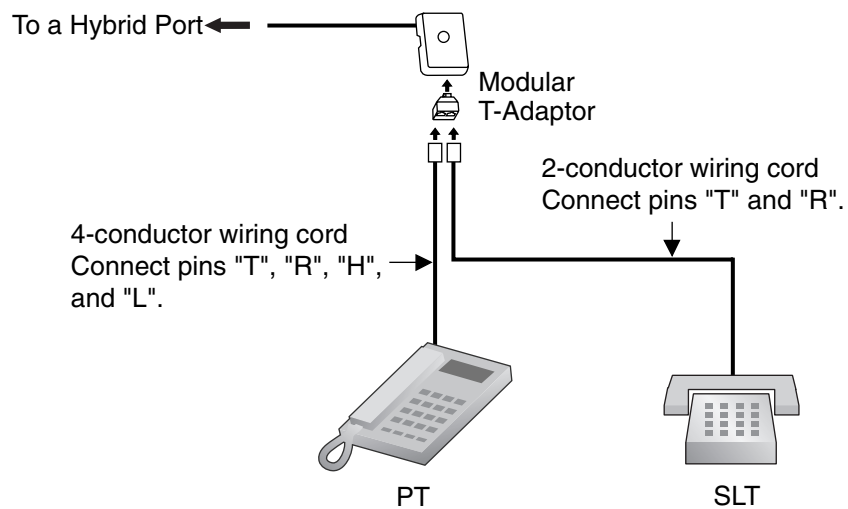 To a Hybrid Port
Modular
T-Adaptor
2-conductor wiring cord
Connect pins "T" and "R".
4-conductor wiring cord
Connect pins "T", "R", "H",
and "L".
PT
SLT